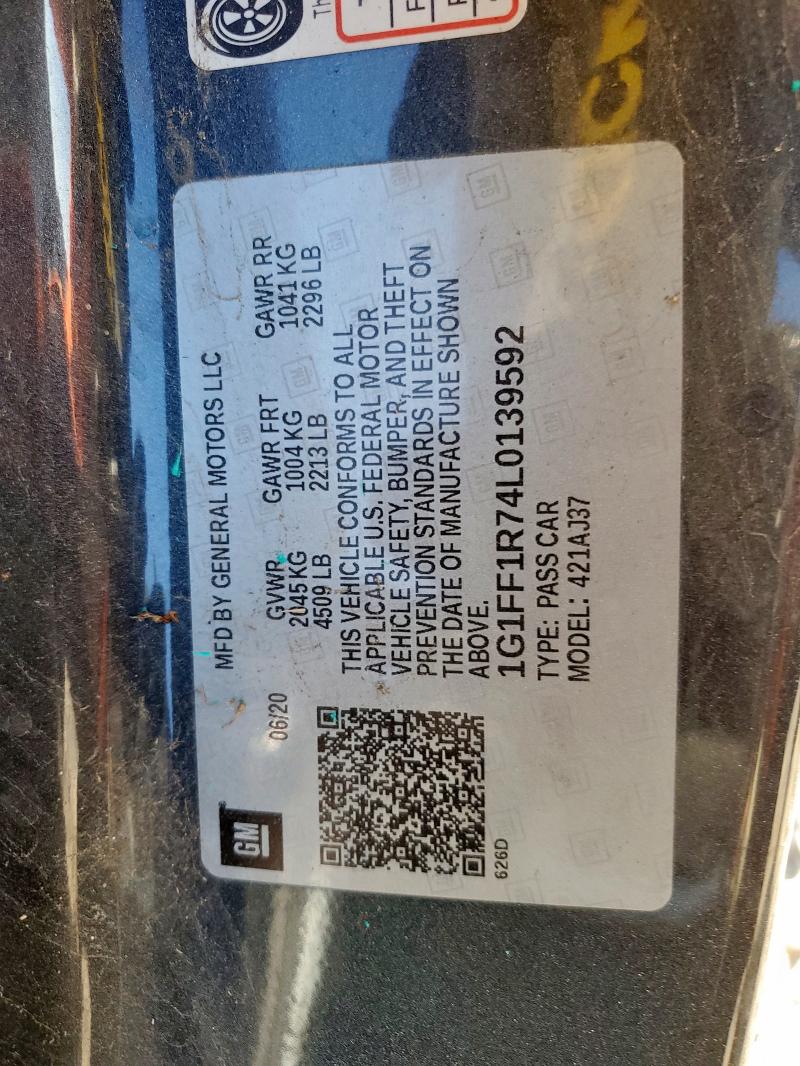 Th
CK
GM
MFD BY GENERAL MOTORS LLC
06/20
GVWR GAWR FRT GAWR RR
2045 KG 1004 KG 1041 KG
4509 LB 2213 LB 2296 LB
THIS VEHICLE CONFORMS TO ALL
APPLICABLE U.S. FEDERAL MOTOR
VEHICLE SAFETY, BUMPER, AND THEFT
PREVENTION STANDARDS IN EFFECT ON
THE DATE OF MANUFACTURE SHOWN
ABOVE.
1G1FF1R74L0139592
TYPE: PASS CAR
MODEL: 421AJ37
626D